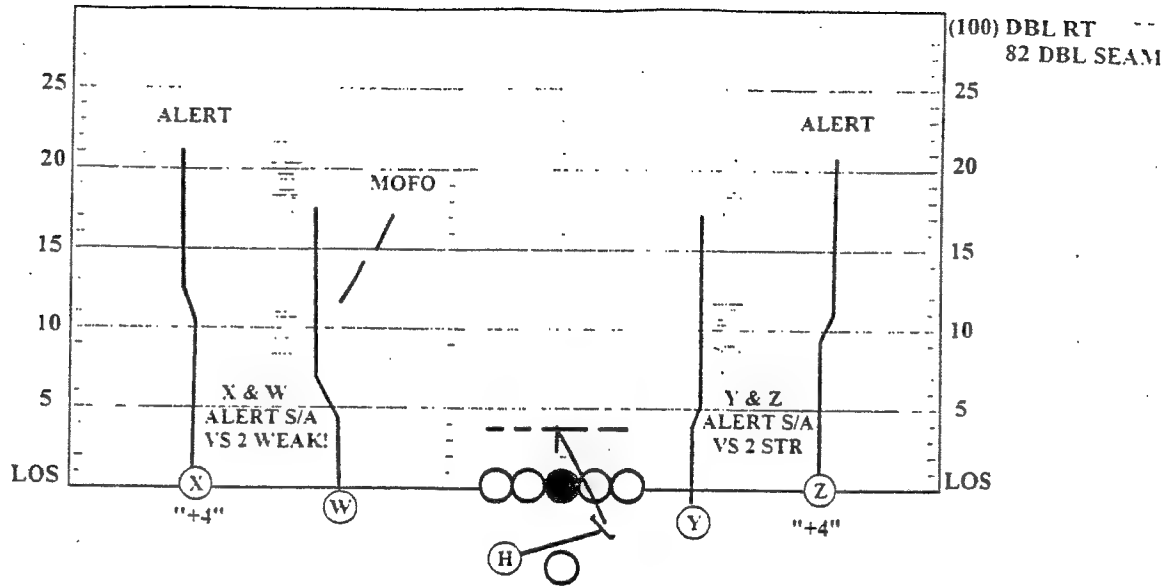 (100) DBL RT
82 DBL SEAM
25
25
ALERT
ALERT
20
20
MOFO
15
15
10
10
X & W
ALERT S/A
VS 2 WEAK!
Y & Z
ALERT S/A
VS 2 STR
5
5
LOS
LOS
X
W
Y
Z
"+4"
"+4"
H